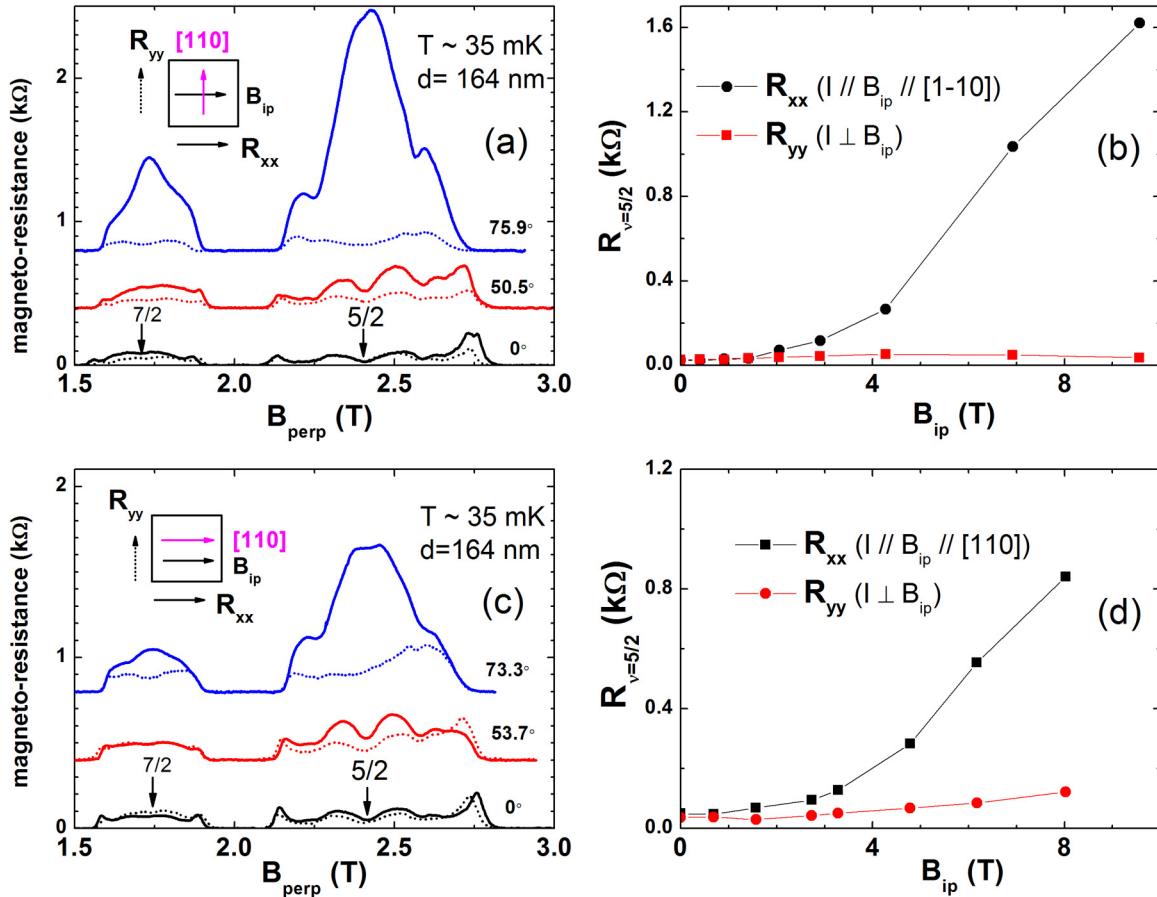 magneto-resistance (kΩ)
2
1
0
R_yy
[110]
B_ip
R_xx
T ~ 35 mK
d= 164 nm
(a)
75.9°
50.5°
7/2
5/2
0°
1.5 2.0 2.5 3.0
B_perp (T)
R_ν=5/2 (kΩ)
1.6
1.2
0.8
0.4
0.0
R_xx (I // B_ip // [1-10])
R_yy (I ⊥ B_ip)
(b)
0 4 8
B_ip (T)
magneto-resistance (kΩ)
2
1
0
R_yy
[110]
B_ip
R_xx
T ~ 35 mK
d=164 nm
(c)
73.3°
53.7°
7/2
5/2
0°
1.5 2.0 2.5 3.0
B_perp (T)
R_ν=5/2 (kΩ)
1.2
0.8
0.4
0.0
R_xx (I // B_ip // [110])
R_yy (I ⊥ B_ip)
(d)
0 4 8
B_ip (T)